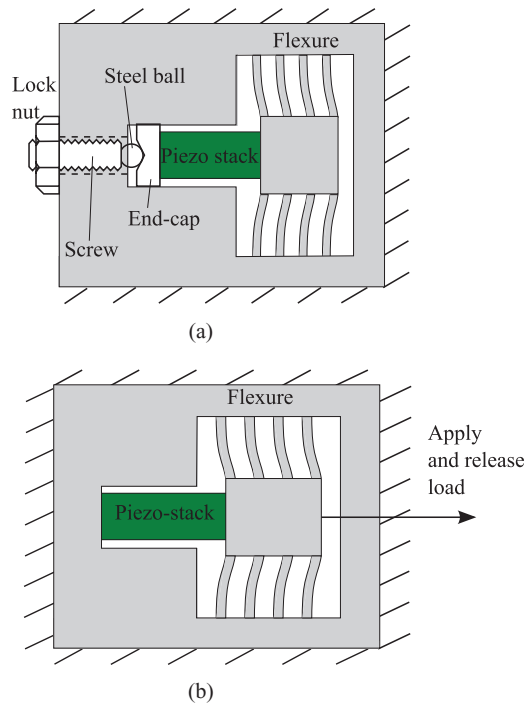 Flexure
Lock
nut
Steel ball
Piezo stack
End-cap
Screw
(a)
Flexure
Apply
and release
load
Piezo-stack
(b)